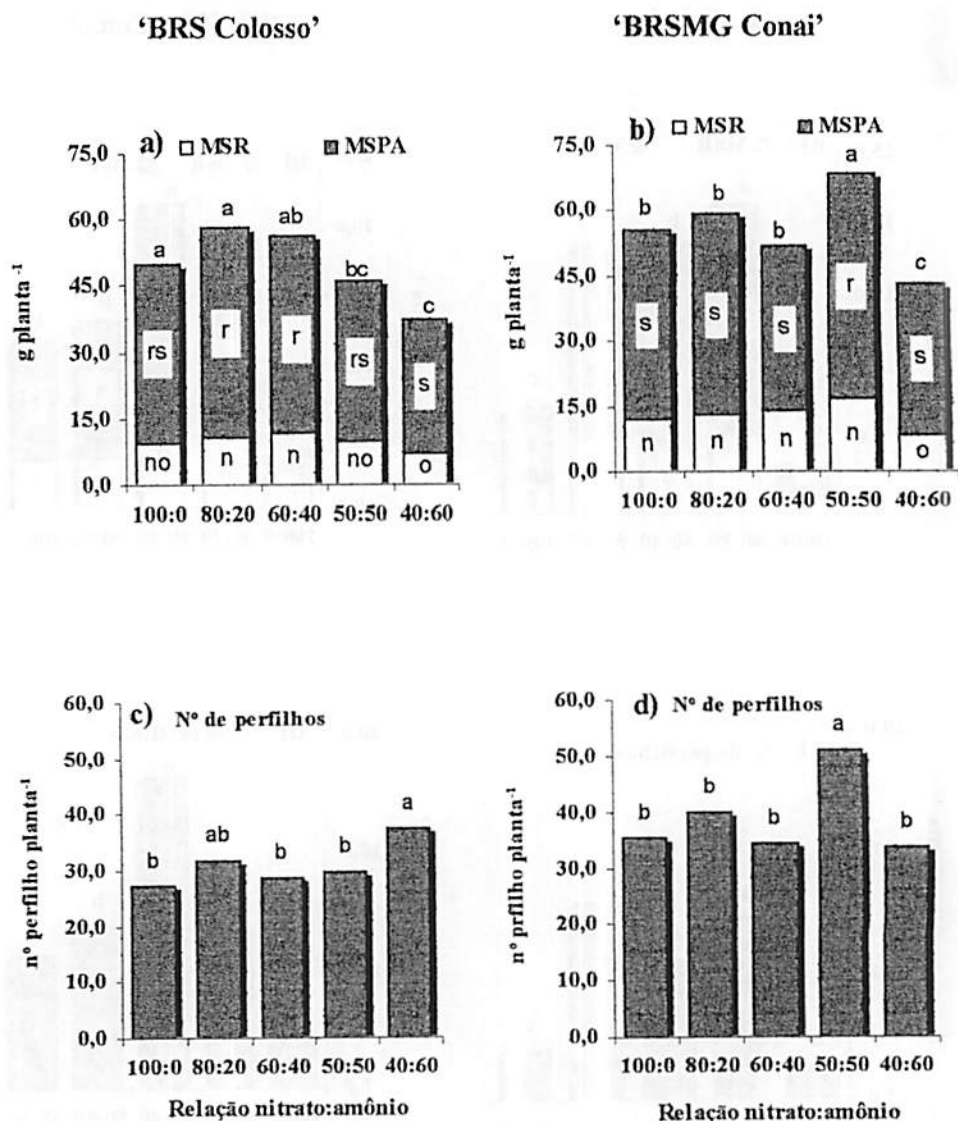 'BRS Colosso'
'BRSMG Conai'
a) MSR MSPA
75,0
60,0
45,0
30,0
15,0
0,0
g planta⁻¹
a
a
ab
bc
c
rs
r
r
rs
s
no
n
n
no
o
100:0 80:20 60:40 50:50 40:60
b) MSR MSPA
75,0
60,0
45,0
30,0
15,0
0,0
g planta⁻¹
b
b
b
a
c
s
s
s
r
s
n
n
n
n
o
100:0 80:20 60:40 50:50 40:60
c) Nº de perfilhos
60,0
50,0
40,0
30,0
20,0
10,0
0,0
nº perfilho planta⁻¹
b
ab
b
b
a
100:0 80:20 60:40 50:50 40:60
Relação nitrato:amônio
d) Nº de perfilhos
60,0
50,0
40,0
30,0
20,0
10,0
0,0
nº prfilho planta⁻¹
b
b
b
a
b
100:0 80:20 60:40 50:50 40:60
Relação nitrato:amônio